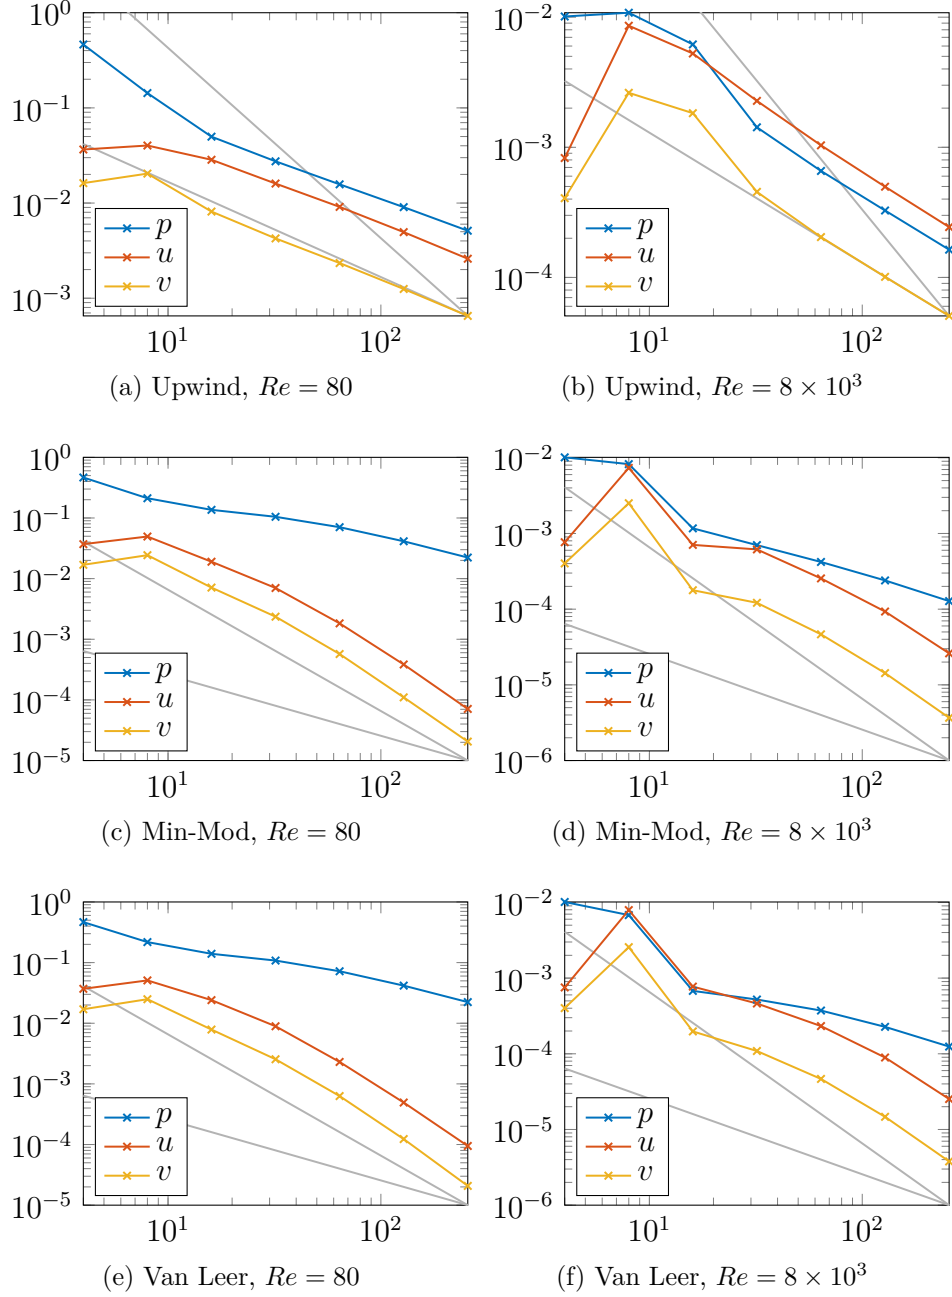 10^0
10^−1
10^−2
10^−3
p
u
v
10^1 10^2
(a) Upwind, Re = 80
10^−2
10^−3
10^−4
p
u
v
10^1 10^2
(b) Upwind, Re = 8 × 10^3
10^0
10^−1
10^−2
10^−3
10^−4
10^−5
p
u
v
10^1 10^2
(c) Min-Mod, Re = 80
10^−2
10^−3
10^−4
10^−5
10^−6
p
u
v
10^1 10^2
(d) Min-Mod, Re = 8 × 10^3
10^0
10^−1
10^−2
10^−3
10^−4
10^−5
p
u
v
10^1 10^2
(e) Van Leer, Re = 80
10^−2
10^−3
10^−4
10^−5
10^−6
p
u
v
10^1 10^2
(f) Van Leer, Re = 8 × 10^3